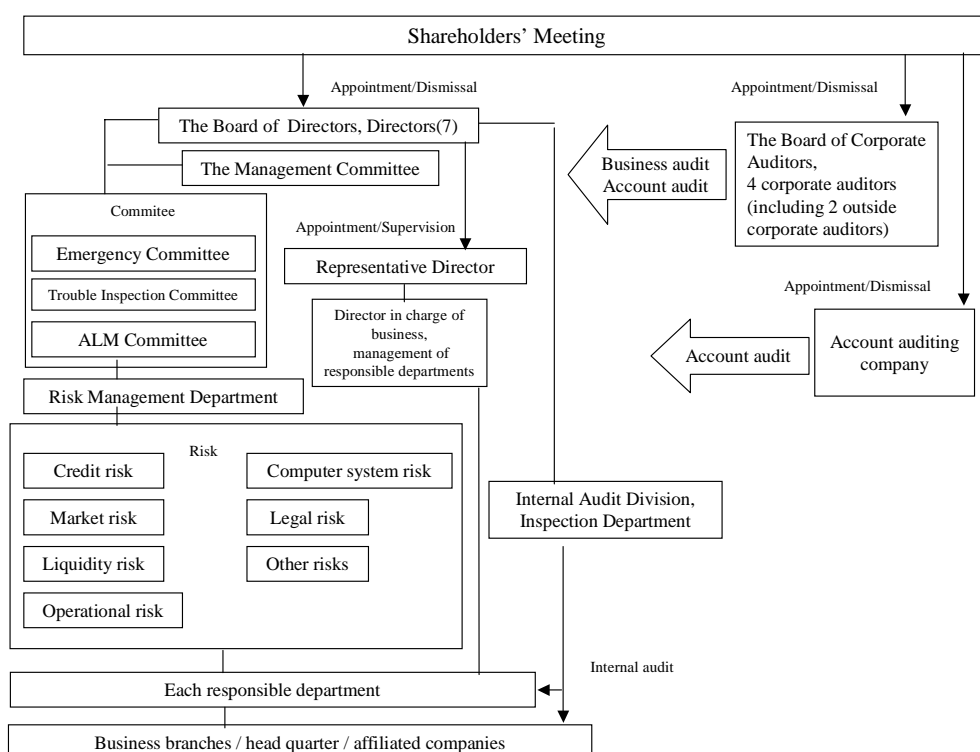 Shareholders' Meeting
Appointment/Dismissal
Appointment/Dismissal
The Board of Directors, Directors(7)
The Management Committee
Business audit
Account audit
The Board of Corporate
Auditors,
4 corporate auditors
(including 2 outside
corporate auditors)
Commitee
Emergency Committee
Trouble Inspection Committee
ALM Committee
Appointment/Supervision
Representative Director
Director in charge of
business,
management of
responsible departments
Appointment/Dismissal
Account audit
Account auditing
company
Risk Management Department
Risk
Credit risk
Computer system risk
Market risk
Legal risk
Liquidity risk
Other risks
Operational risk
Internal Audit Division,
Inspection Department
Internal audit
Each responsible department
Business branches / head quarter / affiliated companies